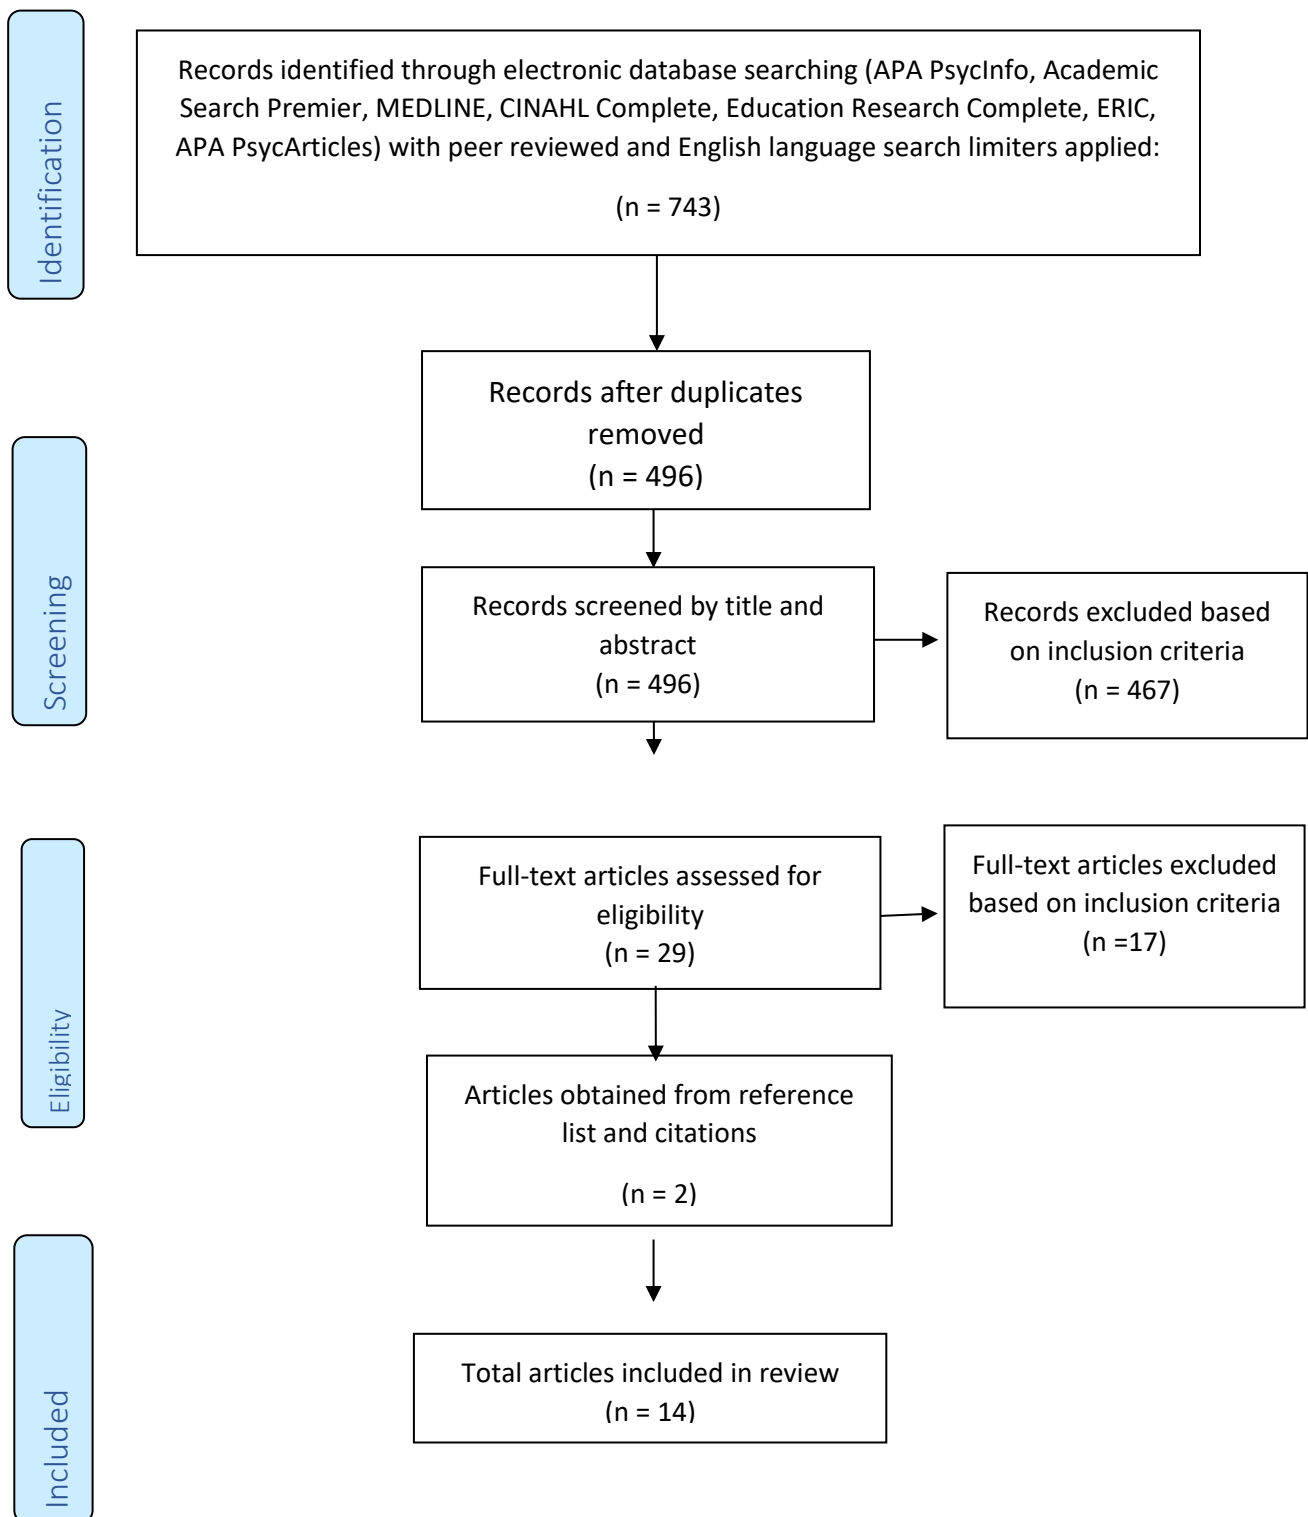 Identification
Records identified through electronic database searching (APA PsycInfo, Academic
Search Premier, MEDLINE, CINAHL Complete, Education Research Complete, ERIC,
APA PsycArticles) with peer reviewed and English language search limiters applied:
(n = 743)
Records after duplicates
removed
(n = 496)
Screening
Records screened by title and
abstract
(n = 496)
Records excluded based
on inclusion criteria
(n = 467)
Eligibility
Full-text articles assessed for
eligibility
(n = 29)
Full-text articles excluded
based on inclusion criteria
(n =17)
Articles obtained from reference
list and citations
(n = 2)
Included
Total articles included in review
(n = 14)